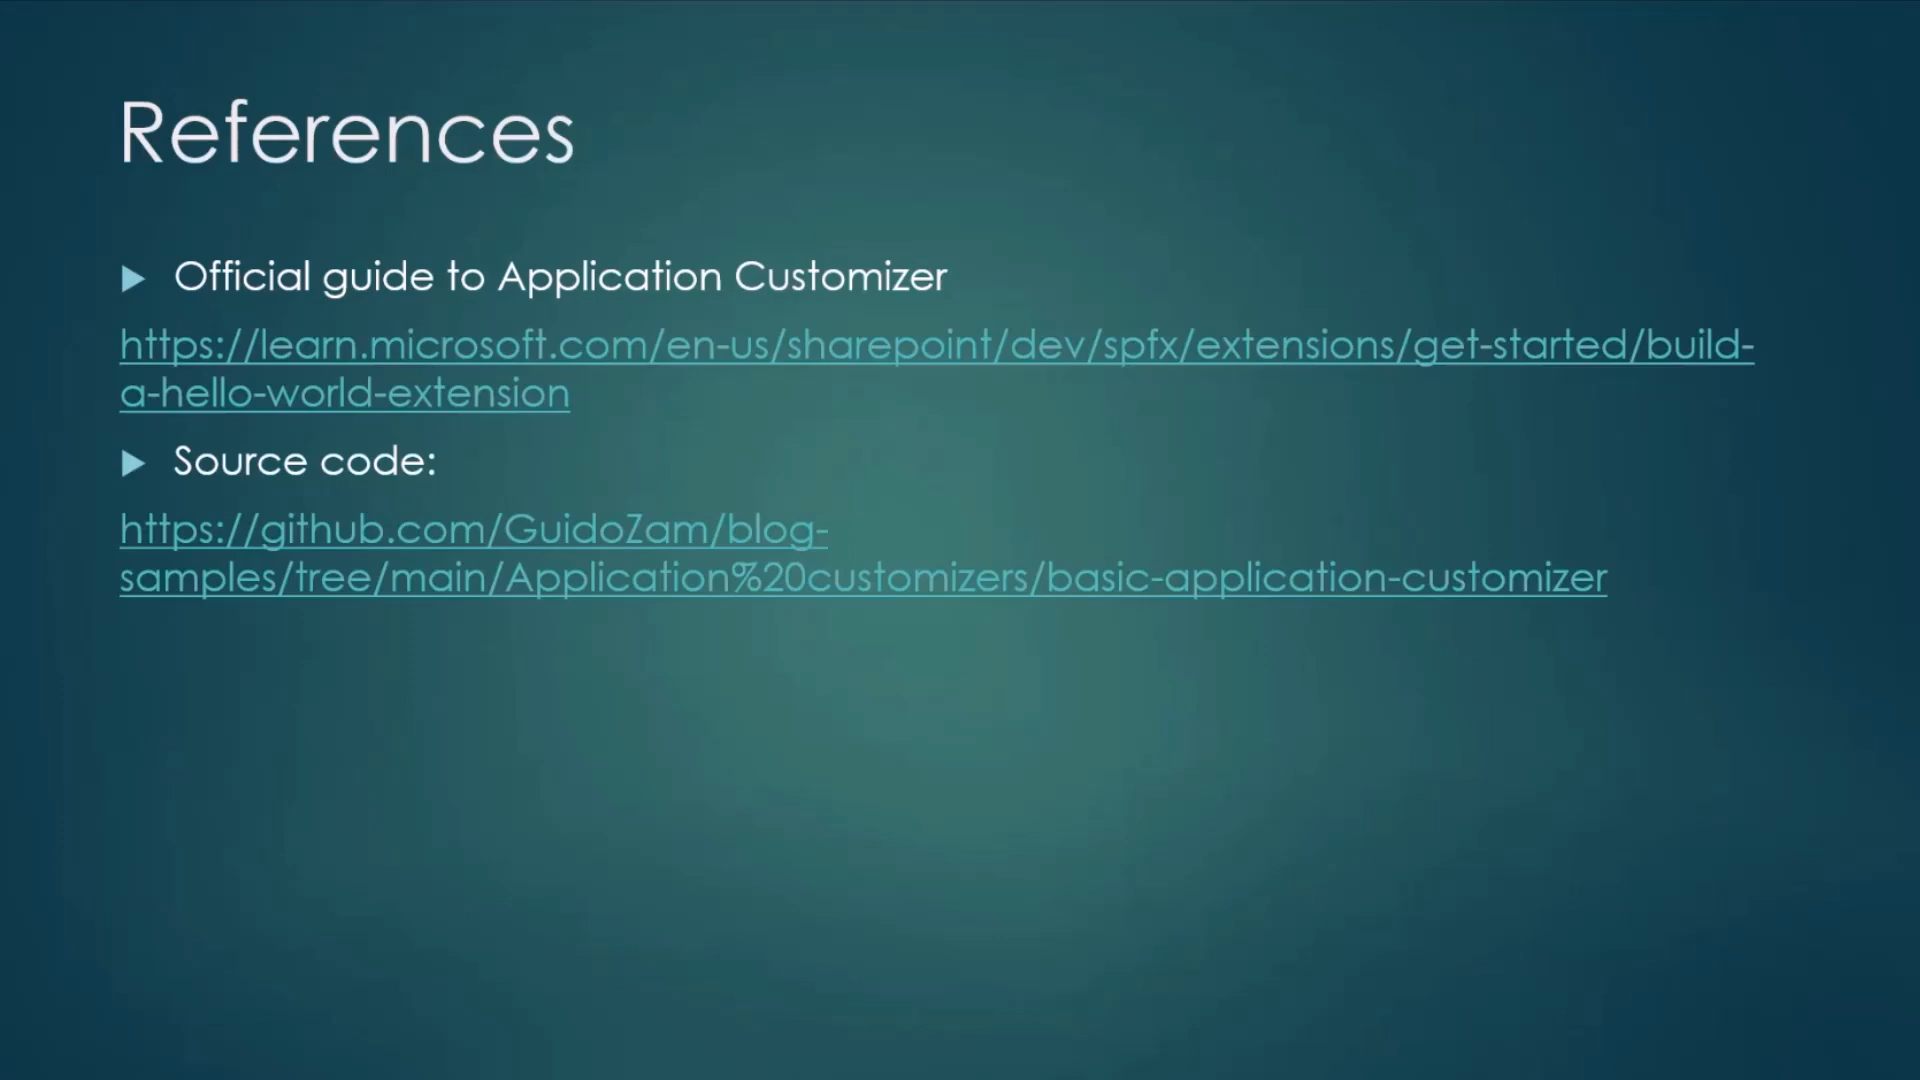 References
Official guide to Application Customizer
https://learn.microsoft.com/en-us/sharepoint/dev/spfx/extensions/get-started/build-
a-hello-world-extension
Source code:
https://github.com/GuidoZam/blog-
samples/tree/main/Application%20customizers/basic-application-customizer